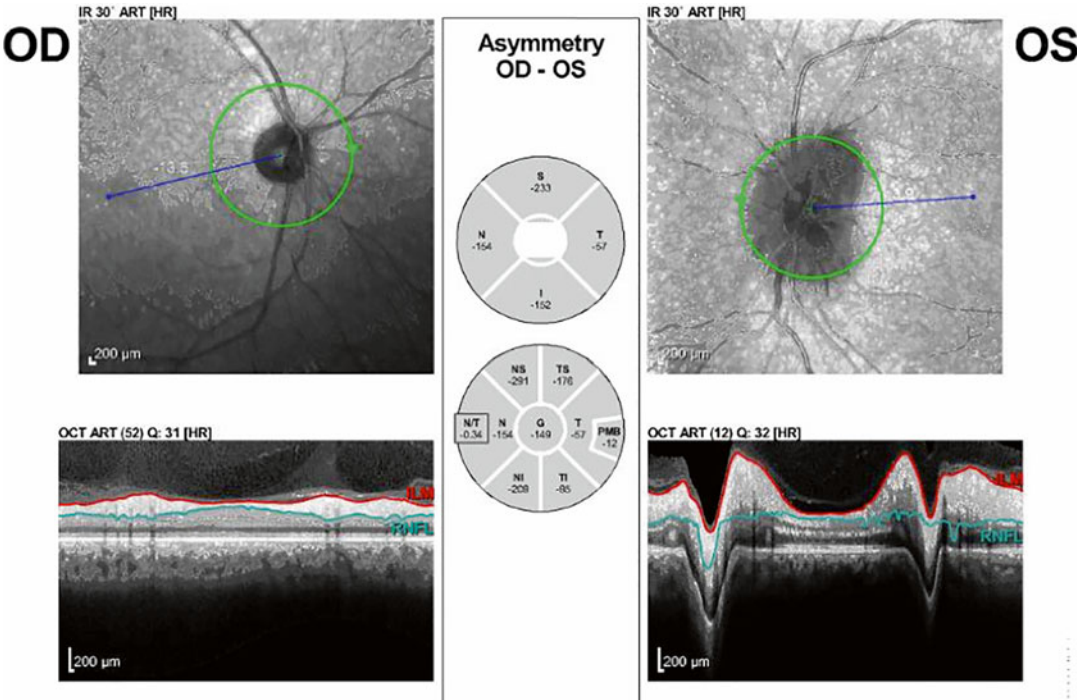 IR 30° ART [HR]
OD
200 µm
OCT ART (52) Q: 31 [HR]
ILM
RNFL
200 µm
Asymmetry
OD - OS
S
-233
N
-154
T
-57
I
-152
NS
-291
TS
-176
N/T
-0.34
N
-154
G
-149
T
-57
PMB
-12
NI
-208
TI
-85
IR 30° ART [HR]
OS
200 µm
OCT ART (12) Q: 32 [HR]
ILM
RNFL
200 µm